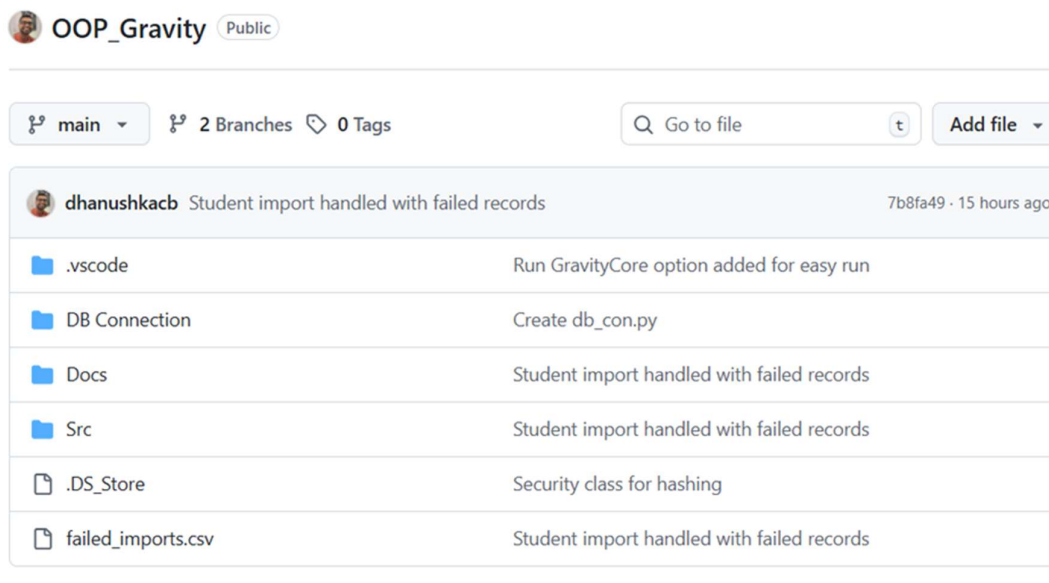 OOP_Gravity Public
main 2 Branches 0 Tags Go to file t Add file
dhanushkacb Student import handled with failed records 7b8fa49 · 15 hours ago
.vscode Run GravityCore option added for easy run
DB Connection Create db_con.py
Docs Student import handled with failed records
Src Student import handled with failed records
.DS_Store Security class for hashing
failed_imports.csv Student import handled with failed records